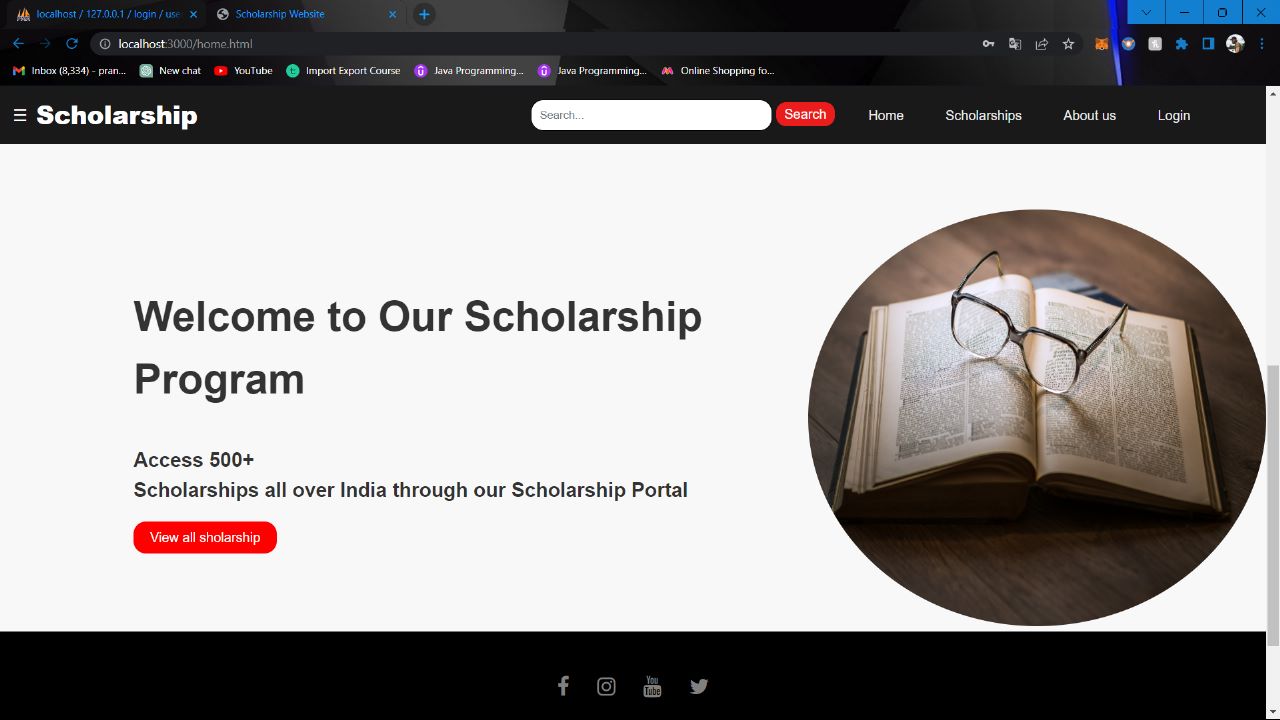 localhost / 127.0.0.1 / login / use
Scholarship Website
localhost:3000/home.html
Inbox (8,334) - pran...
New chat
YouTube
Import Export Course
Java Programming...
Java Programming...
Online Shopping fo...
☰ Scholarship
Search...
Search
Home
Scholarships
About us
Login
Welcome to Our Scholarship
Program
Access 500+
Scholarships all over India through our Scholarship Portal
View all sholarship
You
Tube